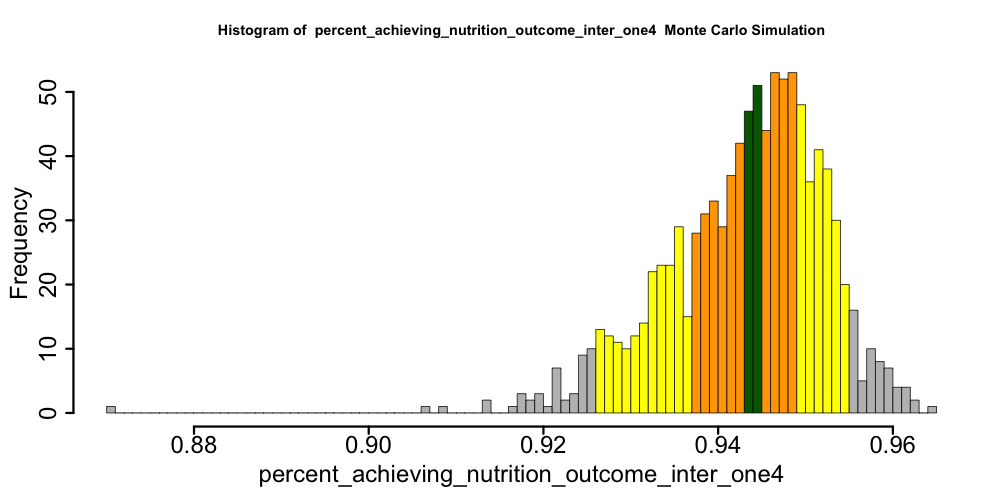 Histogram of percent_achieving_nutrition_outcome_inter_one4 Monte Carlo Simulation
Frequency
50
40
30
20
10
0
0.88 0.90 0.92 0.94 0.96
percent_achieving_nutrition_outcome_inter_one4